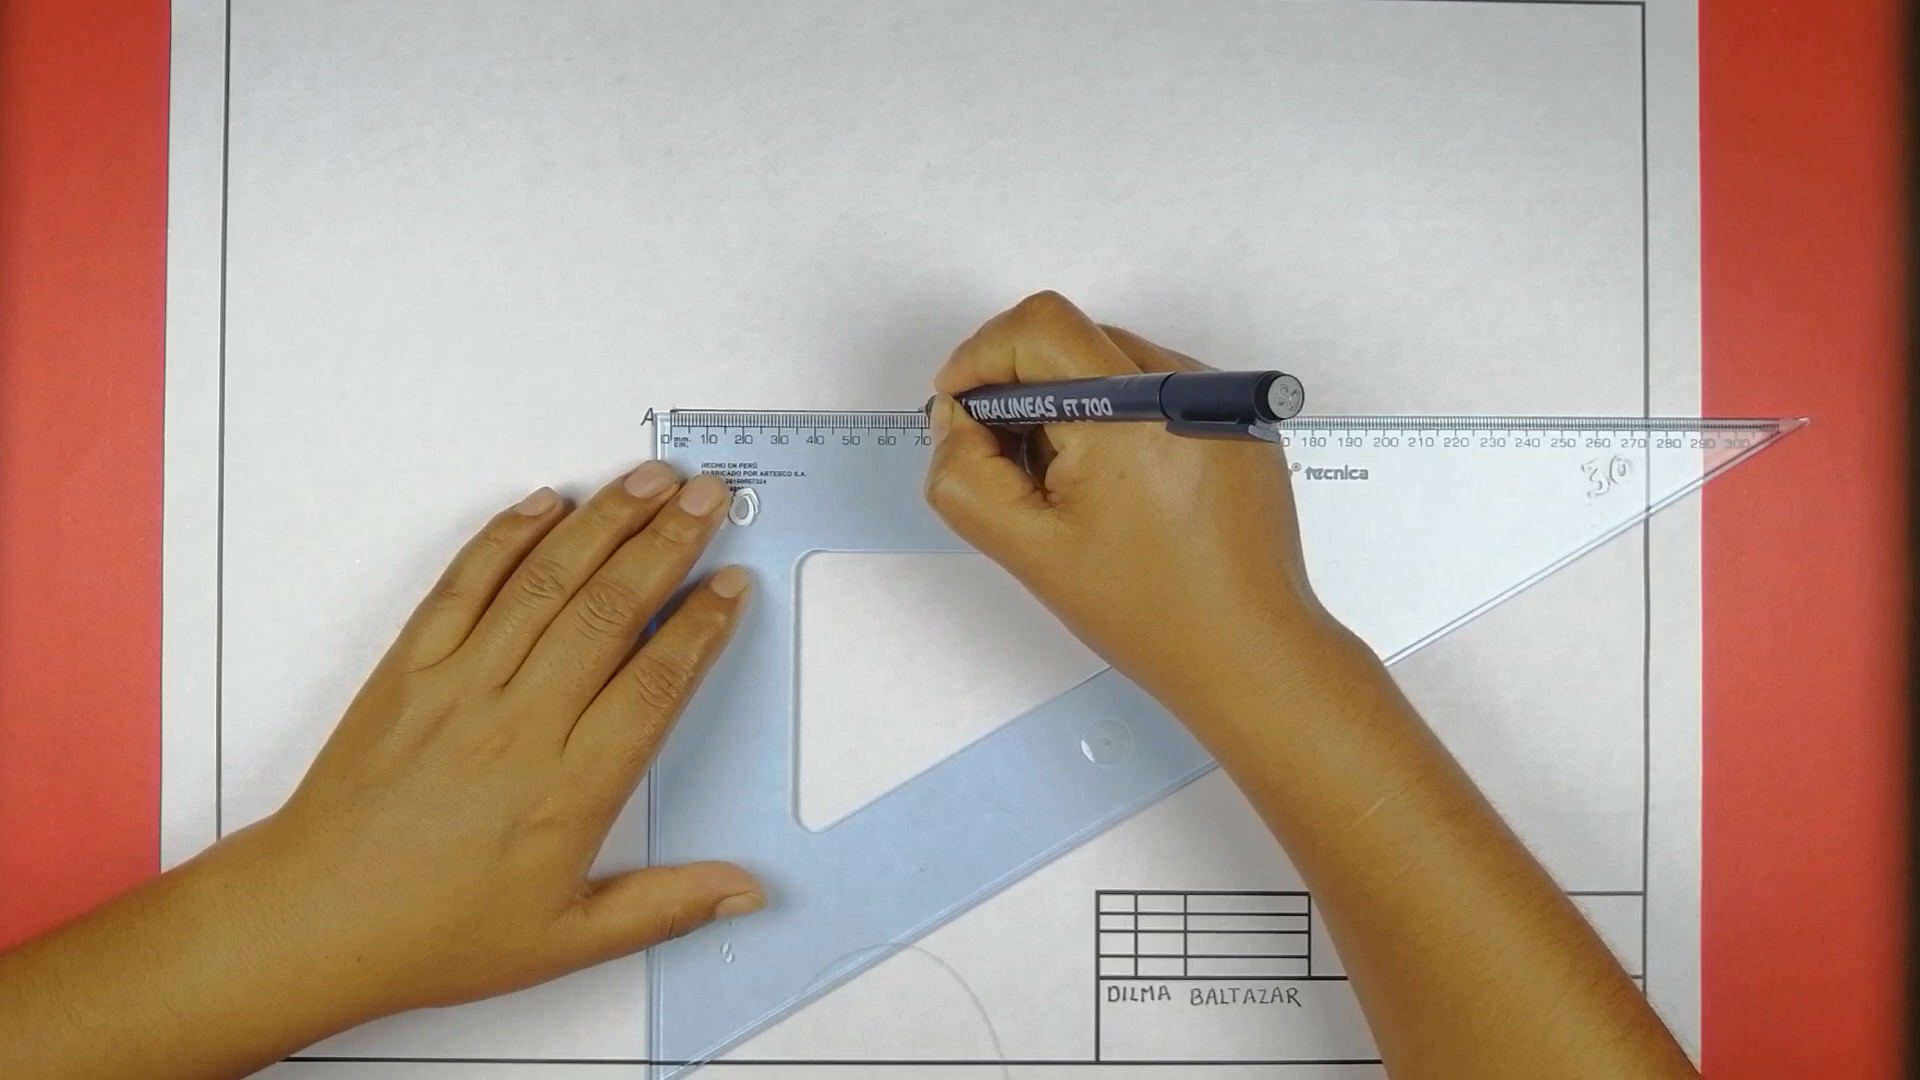 A
TIRALINEAS FT 700
0 mm. cm. 10 20 30 40 50 60 70
180 190 200 210 220 230 240 250 260 270 280 290 300
HECHO EN PERÚ
FABRICADO POR ARTESCO S.A.
tecnica
30
DILMA BALTAZAR